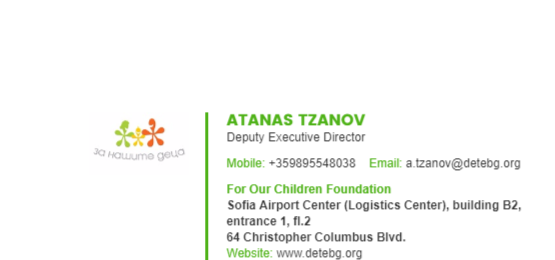 за нашите деца
ATANAS TZANOV
Deputy Executive Director
Mobile: +359895548038 Email: a.tzanov@detebg.org
For Our Children Foundation
Sofia Airport Center (Logistics Center), building B2,
entrance 1, fl.2
64 Christopher Columbus Blvd.
Website: www.detebg.org